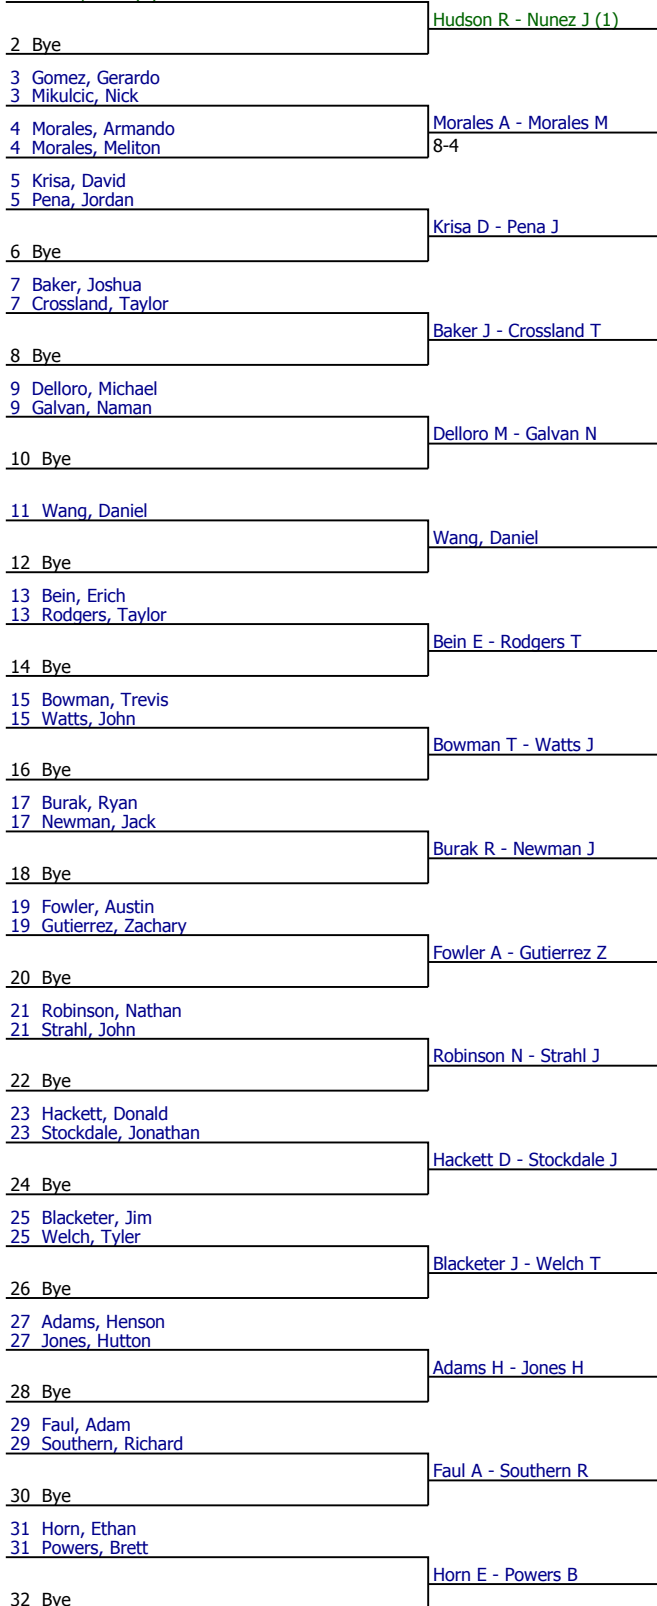 Hudson R - Nunez J (1)
2 Bye
3 Gomez, Gerardo
3 Mikulcic, Nick
Morales A - Morales M
4 Morales, Armando
4 Morales, Meliton
8-4
5 Krisa, David
5 Pena, Jordan
Krisa D - Pena J
6 Bye
7 Baker, Joshua
7 Crossland, Taylor
Baker J - Crossland T
8 Bye
9 Delloro, Michael
9 Galvan, Naman
Delloro M - Galvan N
10 Bye
11 Wang, Daniel
Wang, Daniel
12 Bye
13 Bein, Erich
13 Rodgers, Taylor
Bein E - Rodgers T
14 Bye
15 Bowman, Trevis
15 Watts, John
Bowman T - Watts J
16 Bye
17 Burak, Ryan
17 Newman, Jack
Burak R - Newman J
18 Bye
19 Fowler, Austin
19 Gutierrez, Zachary
Fowler A - Gutierrez Z
20 Bye
21 Robinson, Nathan
21 Strahl, John
Robinson N - Strahl J
22 Bye
23 Hackett, Donald
23 Stockdale, Jonathan
Hackett D - Stockdale J
24 Bye
25 Blacketer, Jim
25 Welch, Tyler
Blacketer J - Welch T
26 Bye
27 Adams, Henson
27 Jones, Hutton
Adams H - Jones H
28 Bye
29 Faul, Adam
29 Southern, Richard
Faul A - Southern R
30 Bye
31 Horn, Ethan
31 Powers, Brett
Horn E - Powers B
32 Bye